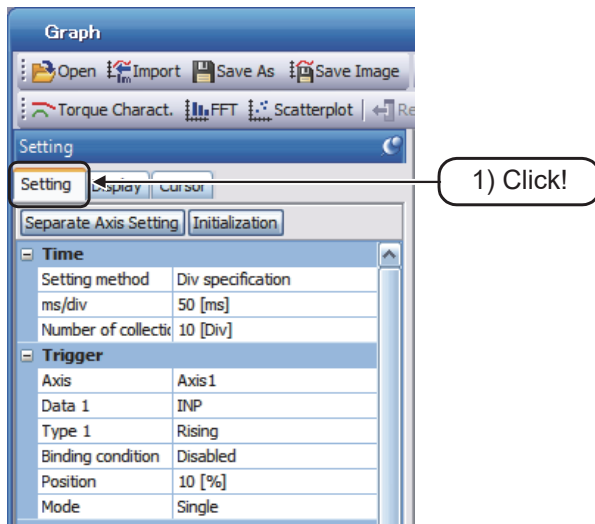 Graph
Open Import Save As Save Image
Torque Charact. FFT Scatterplot Re
Setting
Setting Display Cursor
1) Click!
Separate Axis Setting Initialization
Time
Setting method Div specification
ms/div 50 [ms]
Number of collectic 10 [Div]
Trigger
Axis Axis1
Data 1 INP
Type 1 Rising
Binding condition Disabled
Position 10 [%]
Mode Single